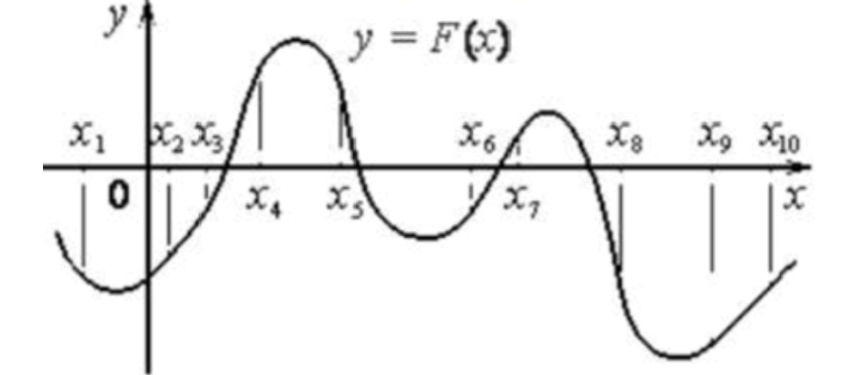 y
y = F(x)
x₁ x₂ x₃ x₆ x₈ x₉ x₁₀
0 x₄ x₅ x₇ x